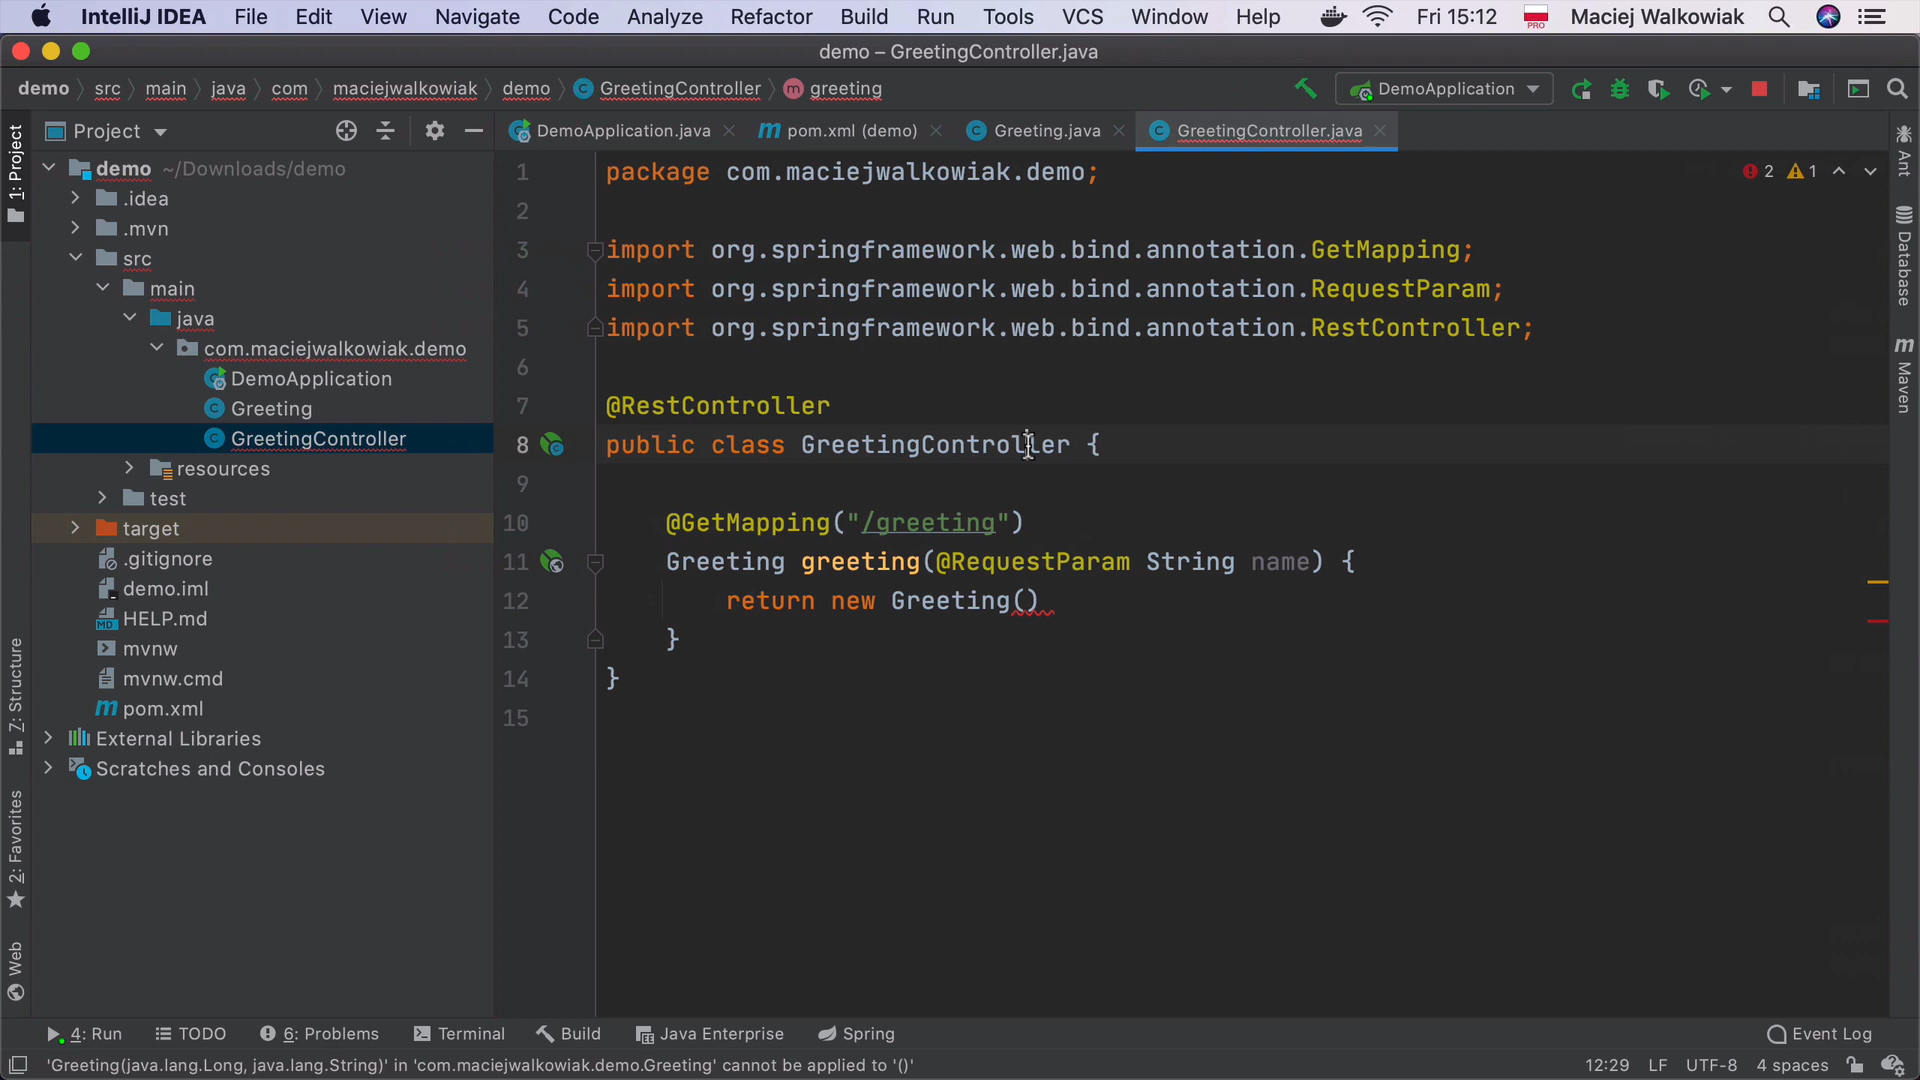 IntelliJ IDEA File Edit View Navigate Code Analyze Refactor Build Run Tools VCS Window Help Fri 15:12 PRO Maciej Walkowiak
demo – GreetingController.java
demo src main java com maciejwalkowiak demo C GreetingController m greeting DemoApplication
Project DemoApplication.java m pom.xml (demo) C Greeting.java C GreetingController.java
1: Project
Z: Structure
2: Favorites
Web
demo ~/Downloads/demo
.idea
.mvn
src
main
java
com.maciejwalkowiak.demo
DemoApplication
C Greeting
C GreetingController
resources
test
target
.gitignore
demo.iml
MD HELP.md
mvnw
mvnw.cmd
m pom.xml
External Libraries
Scratches and Consoles
1 package com.maciejwalkowiak.demo;
2
3 import org.springframework.web.bind.annotation.GetMapping;
4 import org.springframework.web.bind.annotation.RequestParam;
5 import org.springframework.web.bind.annotation.RestController;
6
7 @RestController
8 public class GreetingController {
9
10 @GetMapping("/greeting")
11 Greeting greeting(@RequestParam String name) {
12 return new Greeting()
13 }
14 }
15
2 1
Ant
Database
m Maven
4: Run TODO 6: Problems Terminal Build Java Enterprise Spring Event Log
'Greeting(java.lang.Long, java.lang.String)' in 'com.maciejwalkowiak.demo.Greeting' cannot be applied to '()' 12:29 LF UTF-8 4 spaces